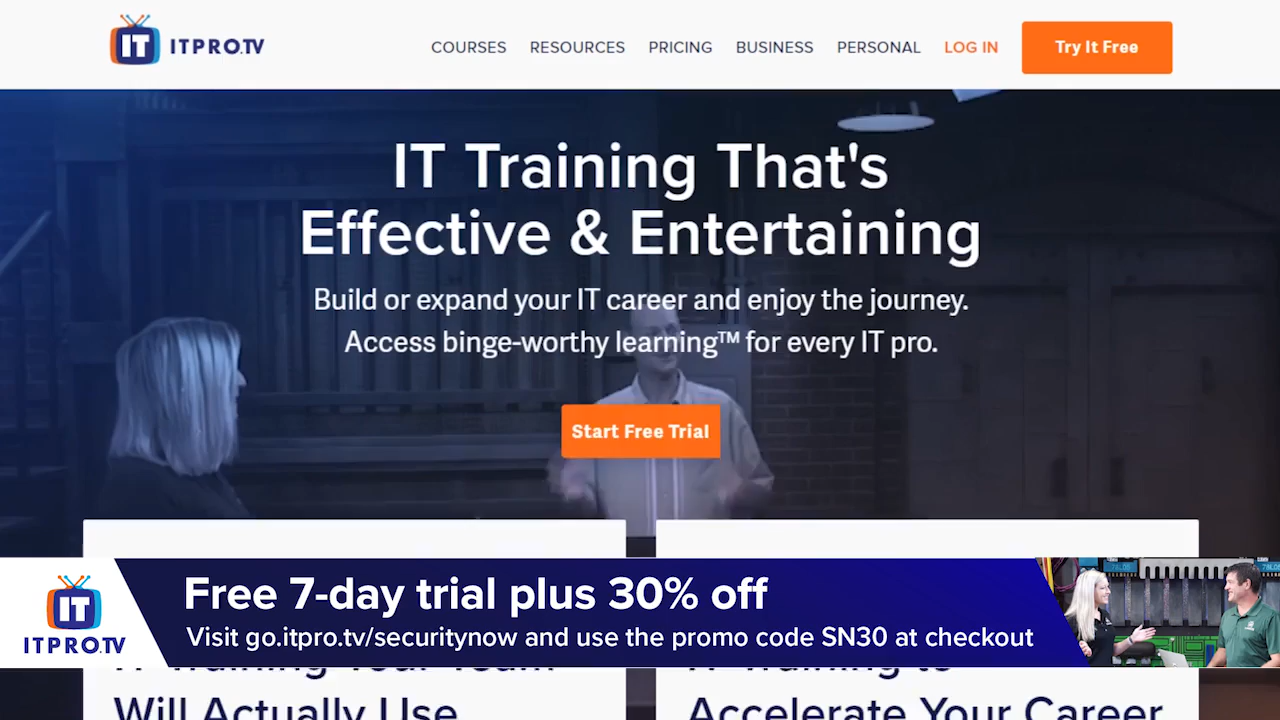 IT ITPRO.TV
COURSES RESOURCES PRICING BUSINESS PERSONAL LOG IN Try It Free
IT Training That's
Effective & Entertaining
Build or expand your IT career and enjoy the journey.
Access binge-worthy learning™ for every IT pro.
Start Free Trial
Free 7-day trial plus 30% off
Visit go.itpro.tv/securitynow and use the promo code SN30 at checkout
IT
ITPRO.TV
Will Actually Use
Accelerate Your Career